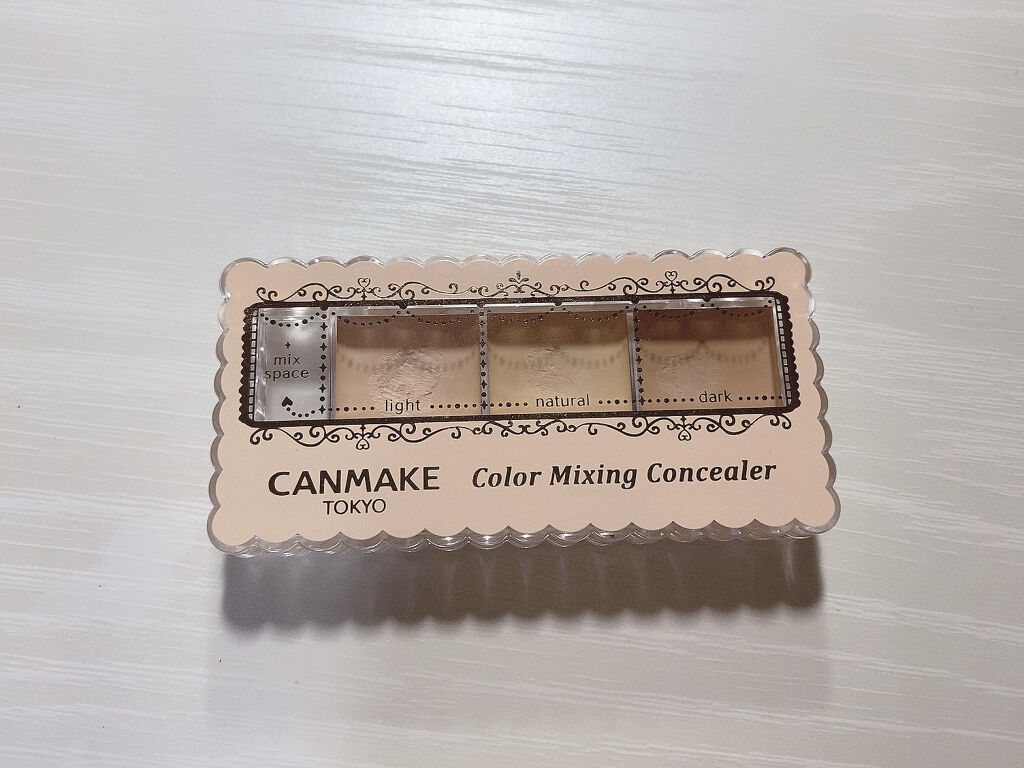 mix
space
light
natural
dark
CANMAKE
TOKYO
Color Mixing Concealer